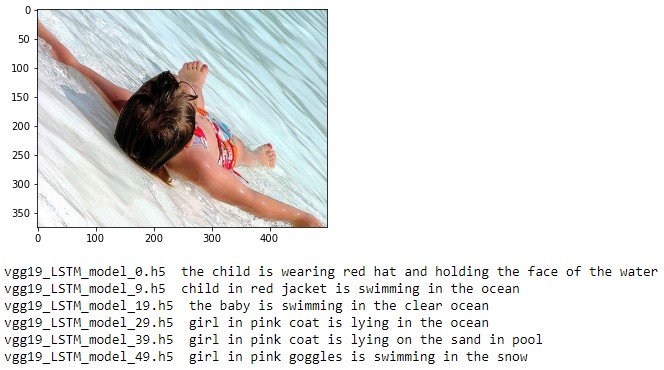 0
50
100
150
200
250
300
350
0 100 200 300 400
vgg19_LSTM_model_0.h5 the child is wearing red hat and holding the face of the water
vgg19_LSTM_model_9.h5 child in red jacket is swimming in the ocean
vgg19_LSTM_model_19.h5 the baby is swimming in the clear ocean
vgg19_LSTM_model_29.h5 girl in pink coat is lying in the ocean
vgg19_LSTM_model_39.h5 girl in pink coat is lying on the sand in pool
vgg19_LSTM_model_49.h5 girl in pink goggles is swimming in the snow